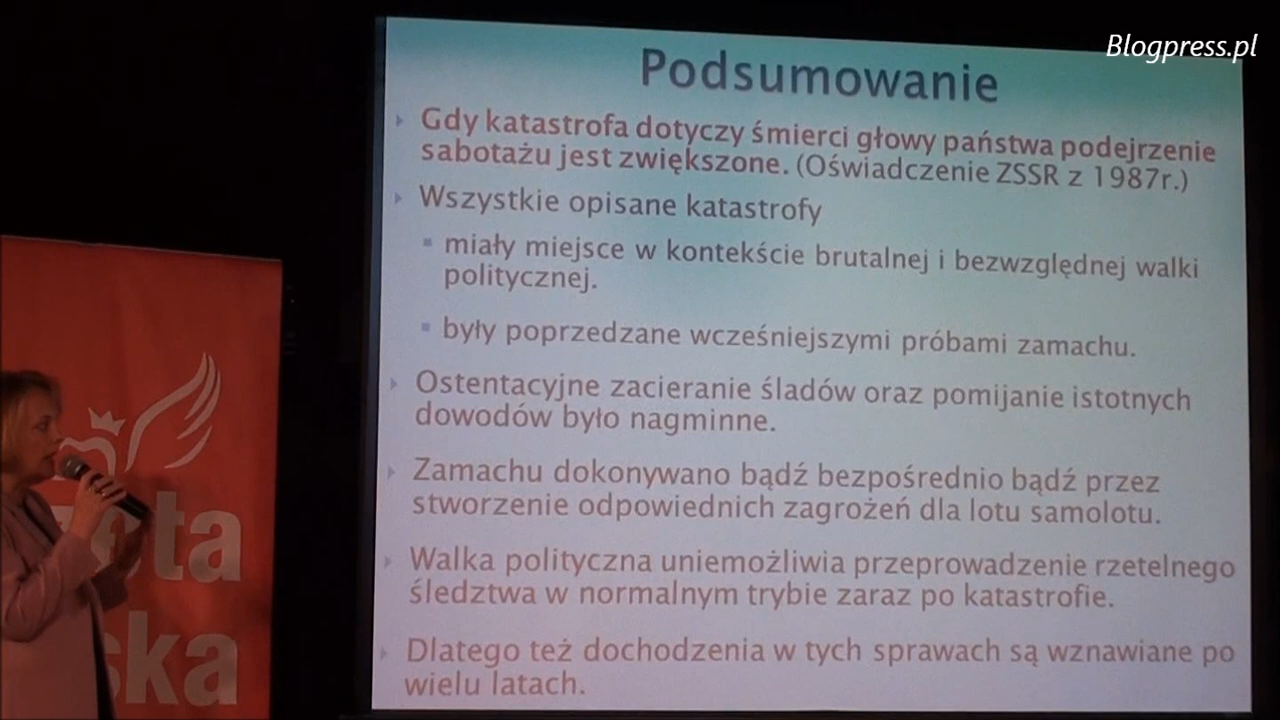 Blogpress.pl
Podsumowanie
Gdy katastrofa dotyczy śmierci głowy państwa podejrzenie
sabotażu jest zwiększone. (Oświadczenie ZSSR z 1987r.)
Wszystkie opisane katastrofy
miały miejsce w kontekście brutalnej i bezwzględnej walki
politycznej.
były poprzedzane wcześniejszymi próbami zamachu.
Ostentacyjne zacieranie śladów oraz pomijanie istotnych
dowodów było nagminne.
Zamachu dokonywano bądź bezpośrednio bądź przez
stworzenie odpowiednich zagrożeń dla lotu samolotu.
Walka polityczna uniemożliwia przeprowadzenie rzetelnego
śledztwa w normalnym trybie zaraz po katastrofie.
Dlatego też dochodzenia w tych sprawach są wznawiane po
wielu latach.